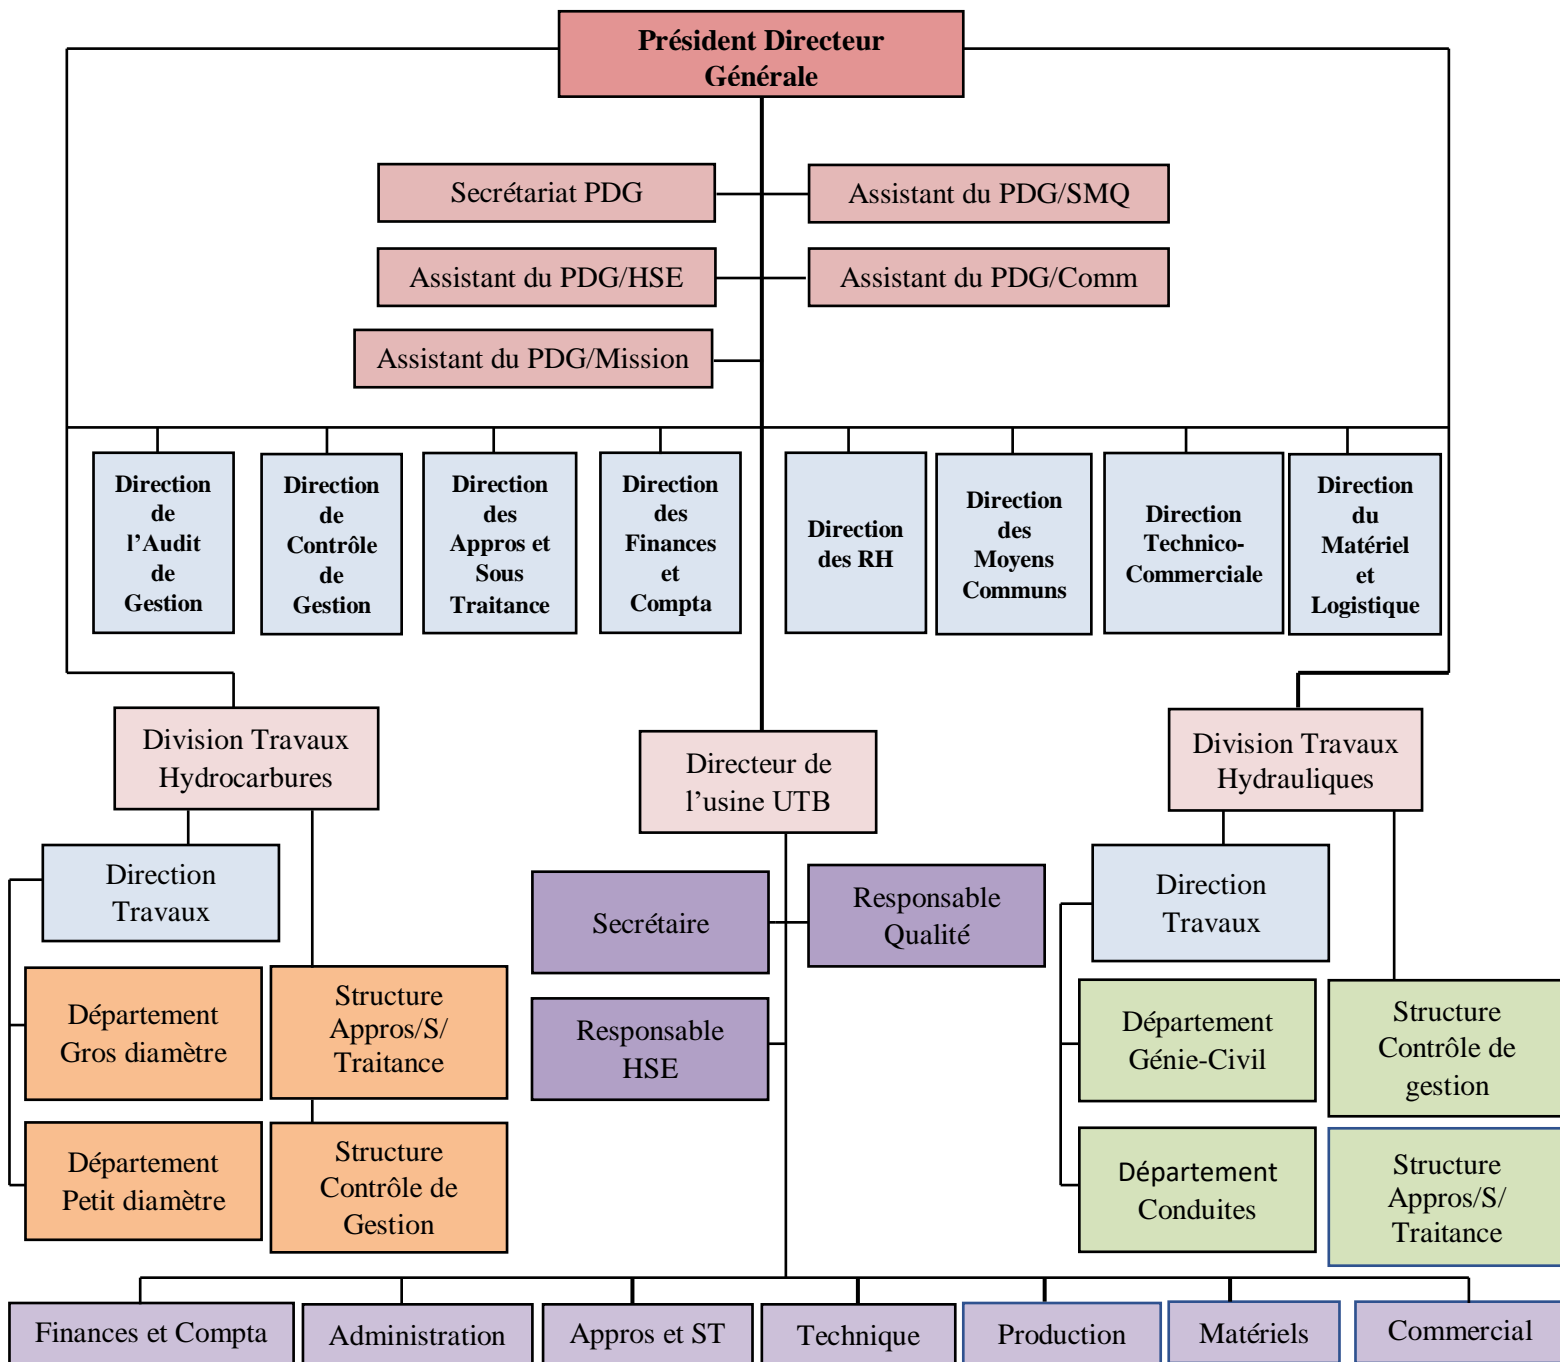 Président Directeur
Générale
Secrétariat PDG
Assistant du PDG/SMQ
Assistant du PDG/HSE
Assistant du PDG/Comm
Assistant du PDG/Mission
Direction
de
l’Audit
de
Gestion
Direction
de
Contrôle
de
Gestion
Direction
des
Appros et
Sous
Traitance
Direction
des
Finances
et
Compta
Direction
des RH
Direction
des
Moyens
Communs
Direction
Technico-
Commerciale
Direction
du
Matériel
et
Logistique
Division Travaux
Hydrocarbures
Directeur de
l’usine UTB
Division Travaux
Hydrauliques
Direction
Travaux
Secrétaire
Responsable
Qualité
Direction
Travaux
Département
Gros diamètre
Structure
Appros/S/
Traitance
Responsable
HSE
Département
Génie-Civil
Structure
Contrôle de
gestion
Département
Petit diamètre
Structure
Contrôle de
Gestion
Département
Conduites
Structure
Appros/S/
Traitance
Finances et Compta
Administration
Appros et ST
Technique
Production
Matériels
Commercial